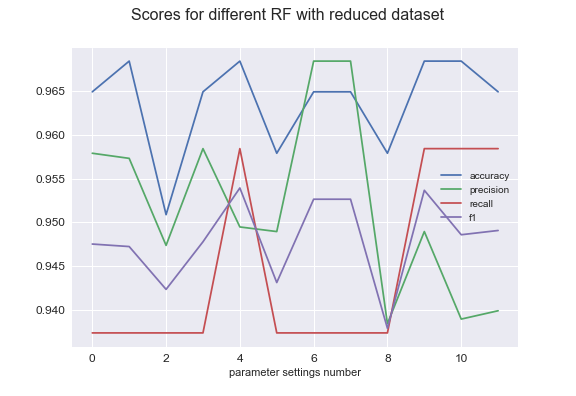 Scores for different RF with reduced dataset
0.965
0.960
0.955
0.950
0.945
0.940
accuracy
precision
recall
f1
0 2 4 6 8 10
parameter settings number